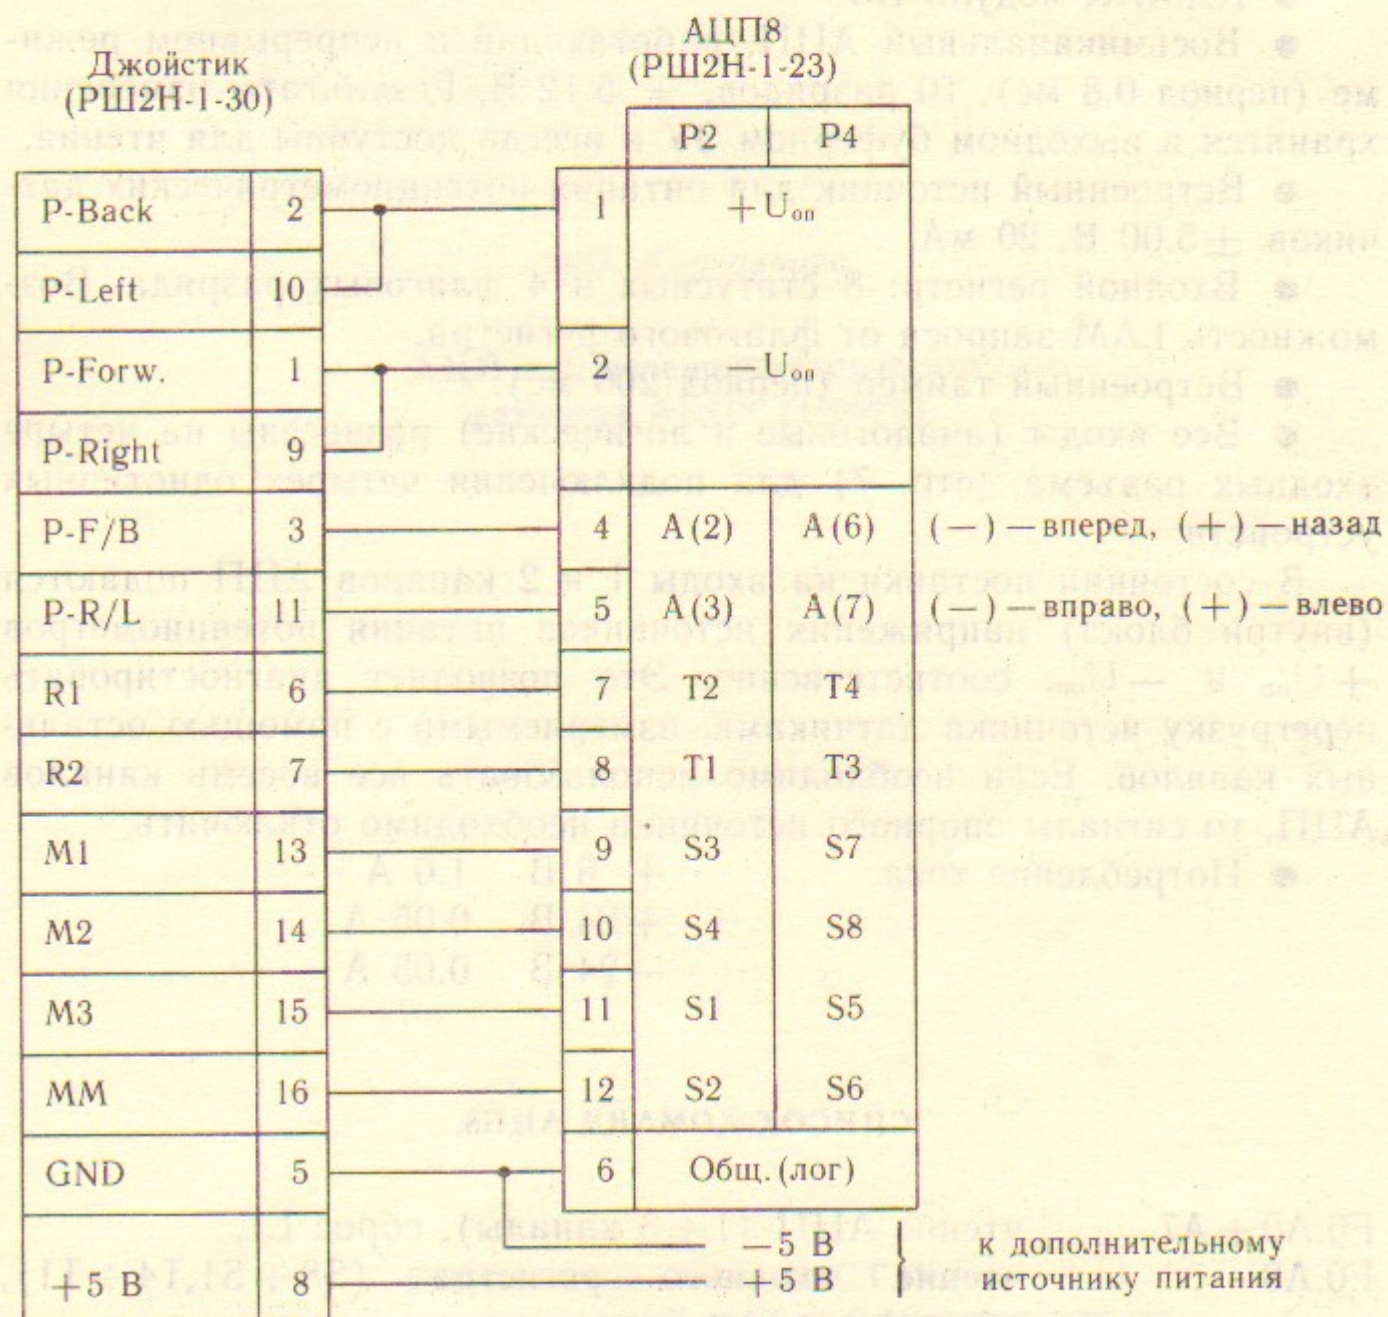 Джойстик
(РШ2Н-1-30)
АЦП8
(РШ2Н-1-23)
P2 P4
P-Back 2 1 +Uоп
P-Left 10
P-Forw. 1 2 −Uоп
P-Right 9
P-F/B 3 4 A(2) A(6) (−)−вперед, (+)−назад
P-R/L 11 5 A(3) A(7) (−)−вправо, (+)−влево
R1 6 7 T2 T4
R2 7 8 T1 T3
M1 13 9 S3 S7
M2 14 10 S4 S8
M3 15 11 S1 S5
MM 16 12 S2 S6
GND 5 6 Общ.(лог)
−5 В к дополнительному
+5 В 8 +5 В источнику питания